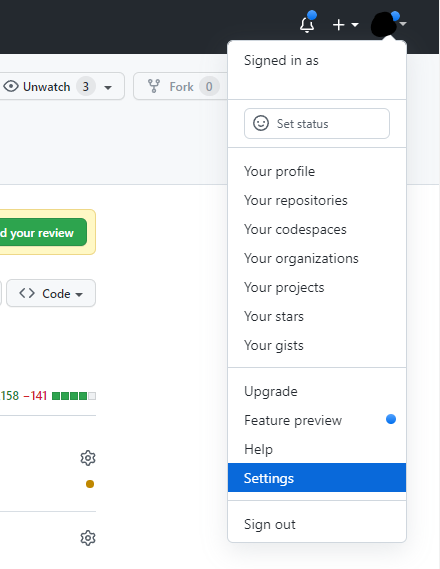 Signed in as
Unwatch 3
Fork 0
Set status
Your profile
Your repositories
d your review
Your codespaces
Your organizations
Your projects
Code
Your stars
Your gists
158 −141
Upgrade
Feature preview
Help
Settings
Sign out